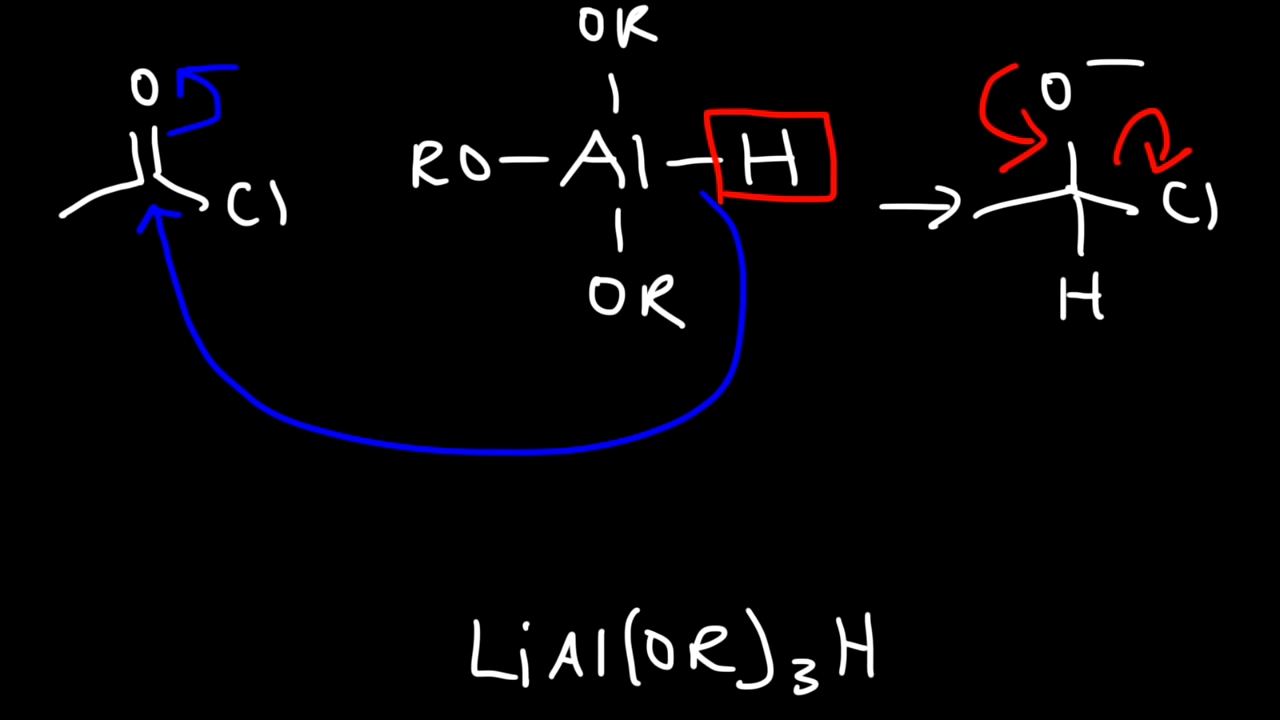 OR
O
RO—Al—H
O—
Cl
→
Cl
OR
H
LiAl(OR)₃H